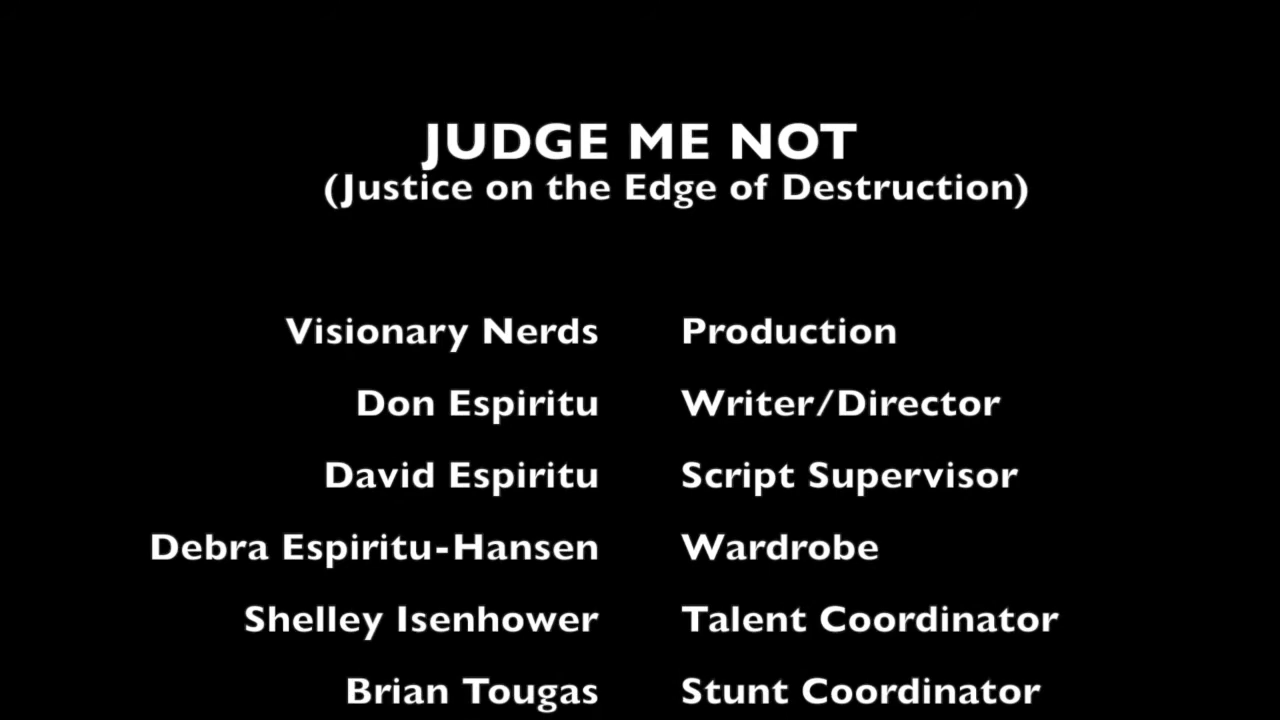 JUDGE ME NOT
(Justice on the Edge of Destruction)
Visionary Nerds Production
Don Espiritu Writer/Director
David Espiritu Script Supervisor
Debra Espiritu-Hansen Wardrobe
Shelley Isenhower Talent Coordinator
Brian Tougas Stunt Coordinator